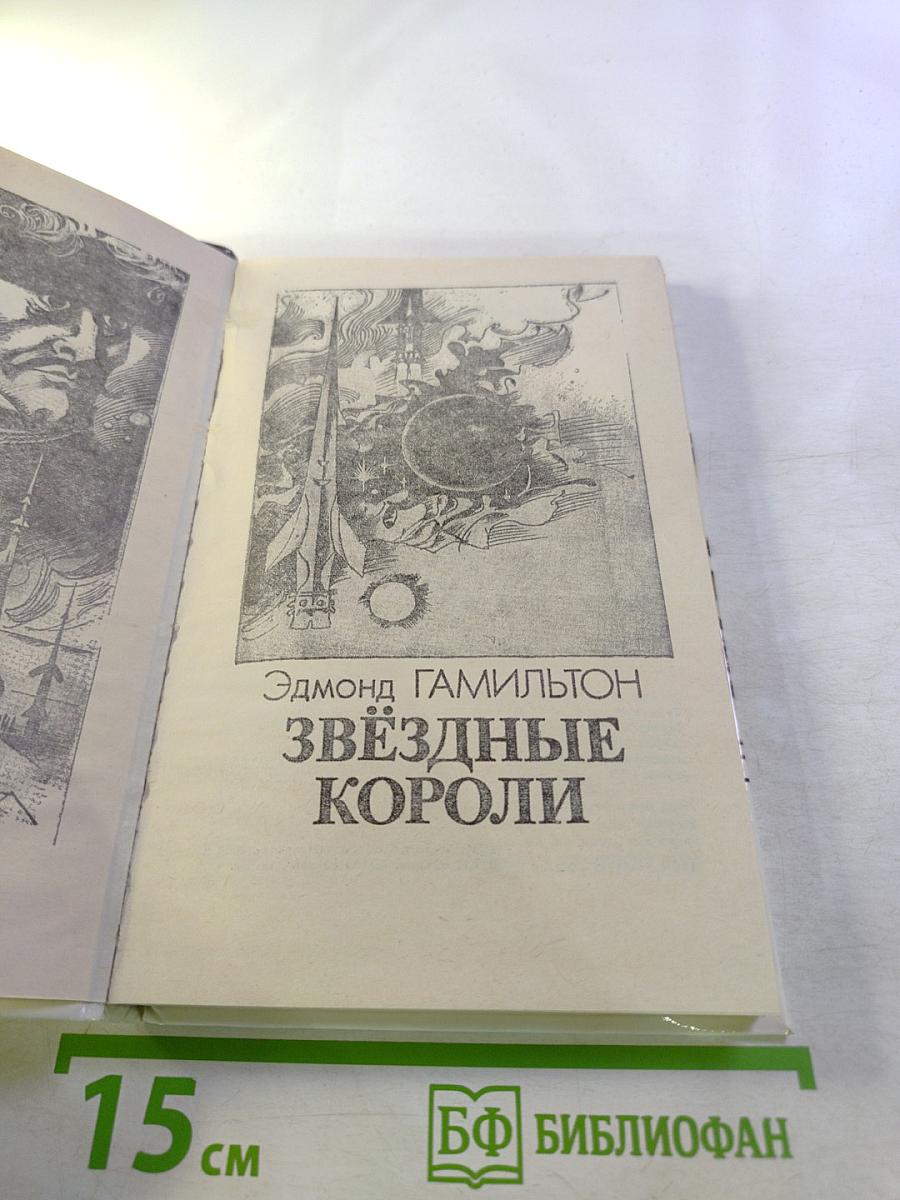 Эдмонд ГАМИЛЬТОН
ЗВЁЗДНЫЕ
КОРОЛИ
15 см
БФ БИБЛИОФАН